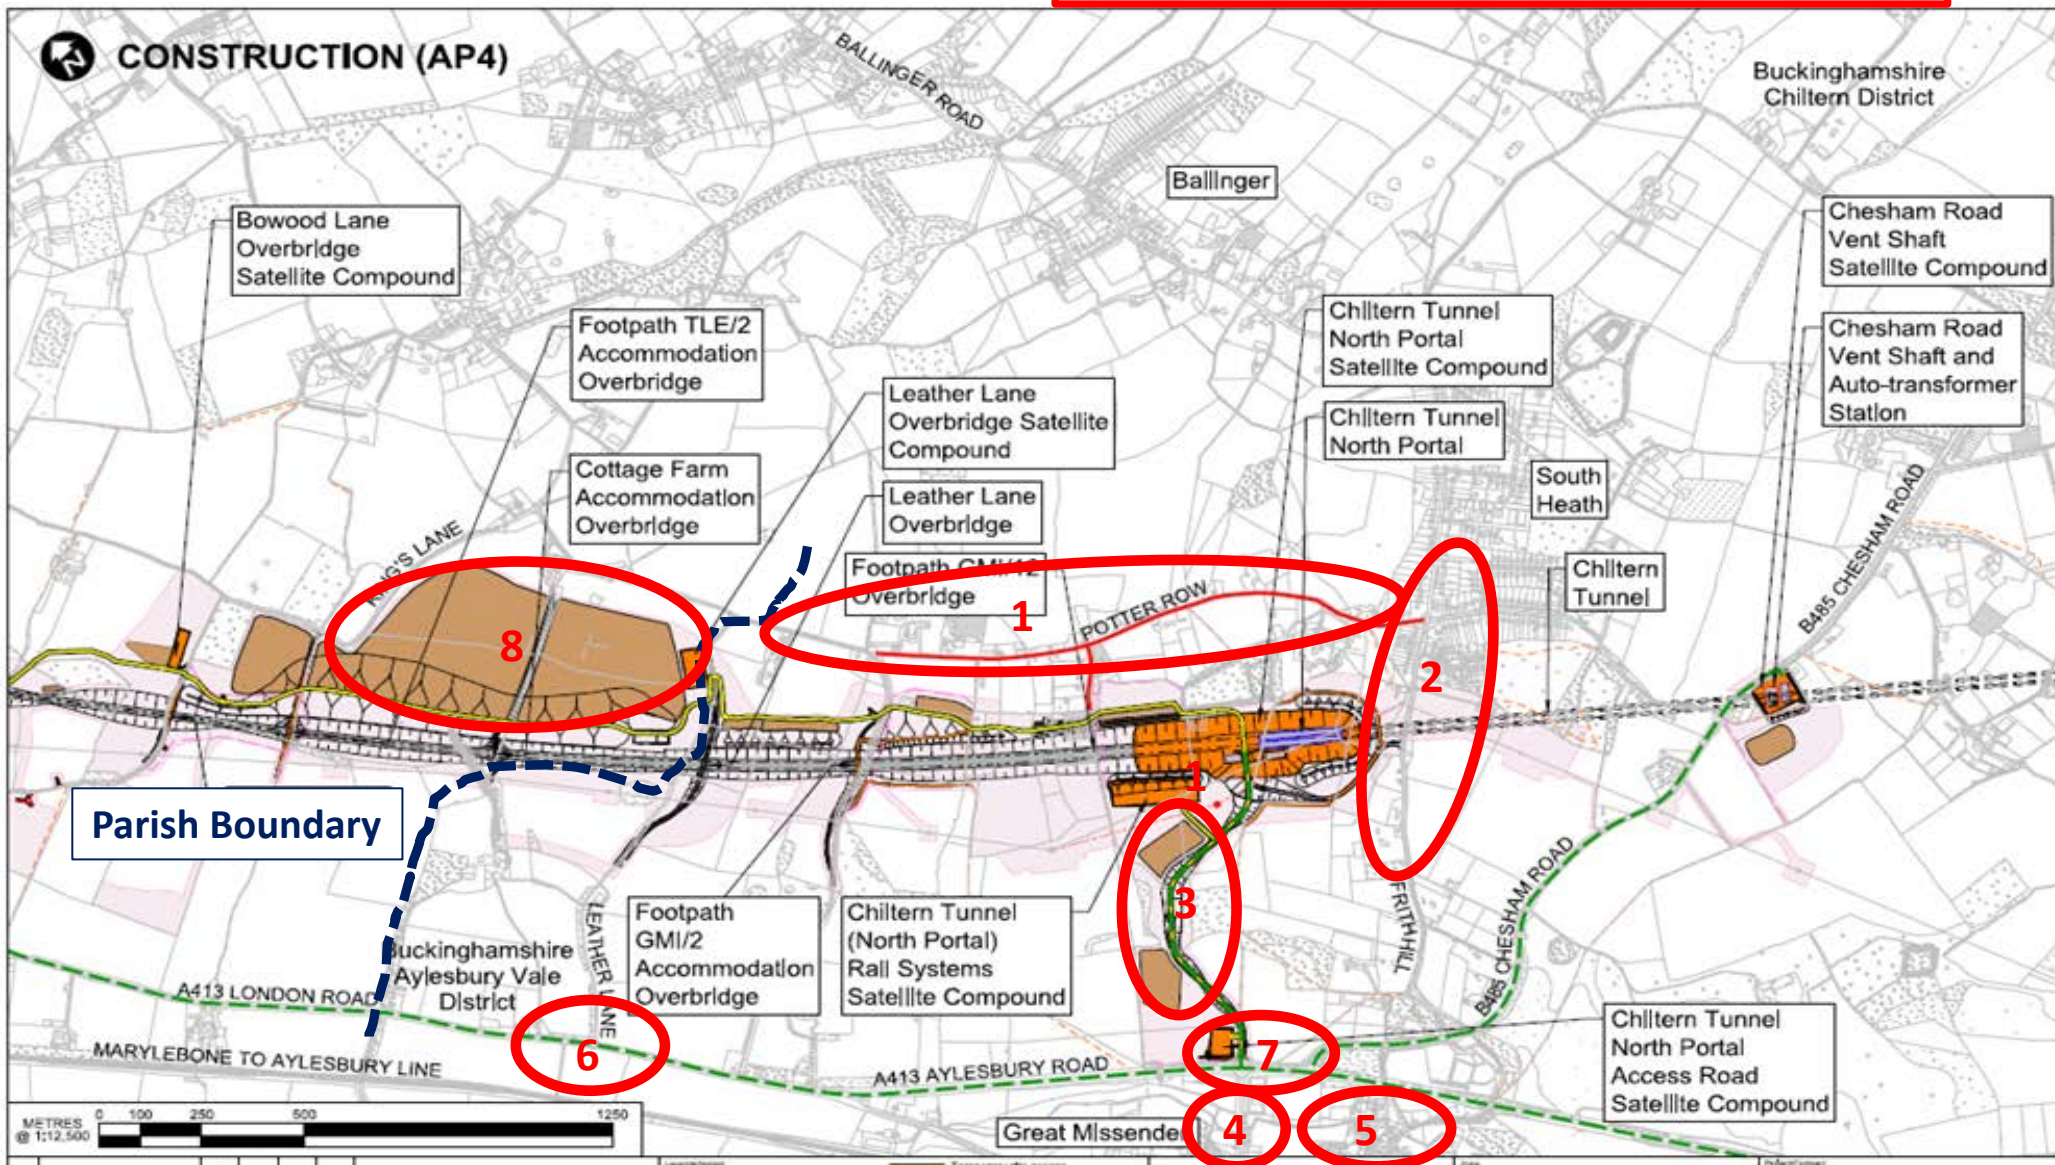 CONSTRUCTION (AP4)
BALLINGER ROAD
Buckinghamshire
Chiltern District
Ballinger
Bowood Lane
Overbridge
Satellite Compound
Chesham Road
Vent Shaft
Satellite Compound
Footpath TLE/2
Accommodation
Overbridge
Chiltern Tunnel
North Portal
Satellite Compound
Chesham Road
Vent Shaft and
Auto-transformer
Station
Leather Lane
Overbridge Satellite
Compound
Chiltern Tunnel
North Portal
Cottage Farm
Accommodation
Overbridge
South
Heath
Leather Lane
Overbridge
B485 CHESHAM ROAD
KING'S LANE
Footpath GMI/12
Overbridge
Chiltern
Tunnel
POTTER ROW
1
8
2
1
Parish Boundary
3
FRITHHILL
B485 CHESHAM ROAD
LEATHER LANE
Footpath
GMI/2
Accommodation
Overbridge
Chiltern Tunnel
(North Portal)
Rail Systems
Satellite Compound
Buckinghamshire
Aylesbury Vale
District
A413 LONDON ROAD
Chiltern Tunnel
North Portal
Access Road
Satellite Compound
6
7
MARYLEBONE TO AYLESBURY LINE
A413 AYLESBURY ROAD
METRES
@ 1:12,500
0 100 250 500 1250
Great Missenden
4
5